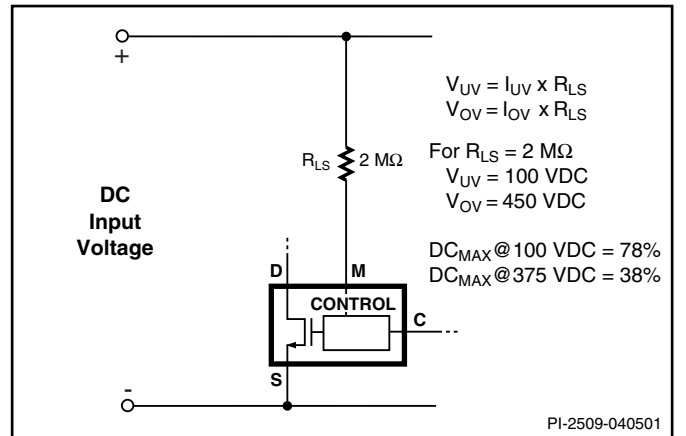 +
V_UV = I_UV x R_LS
V_OV = I_OV x R_LS
R_LS 2 MΩ
For R_LS = 2 MΩ
V_UV = 100 VDC
V_OV = 450 VDC
DC
Input
Voltage
DC_MAX@100 VDC = 78%
DC_MAX@375 VDC = 38%
D M
CONTROL
C
S
-
PI-2509-040501